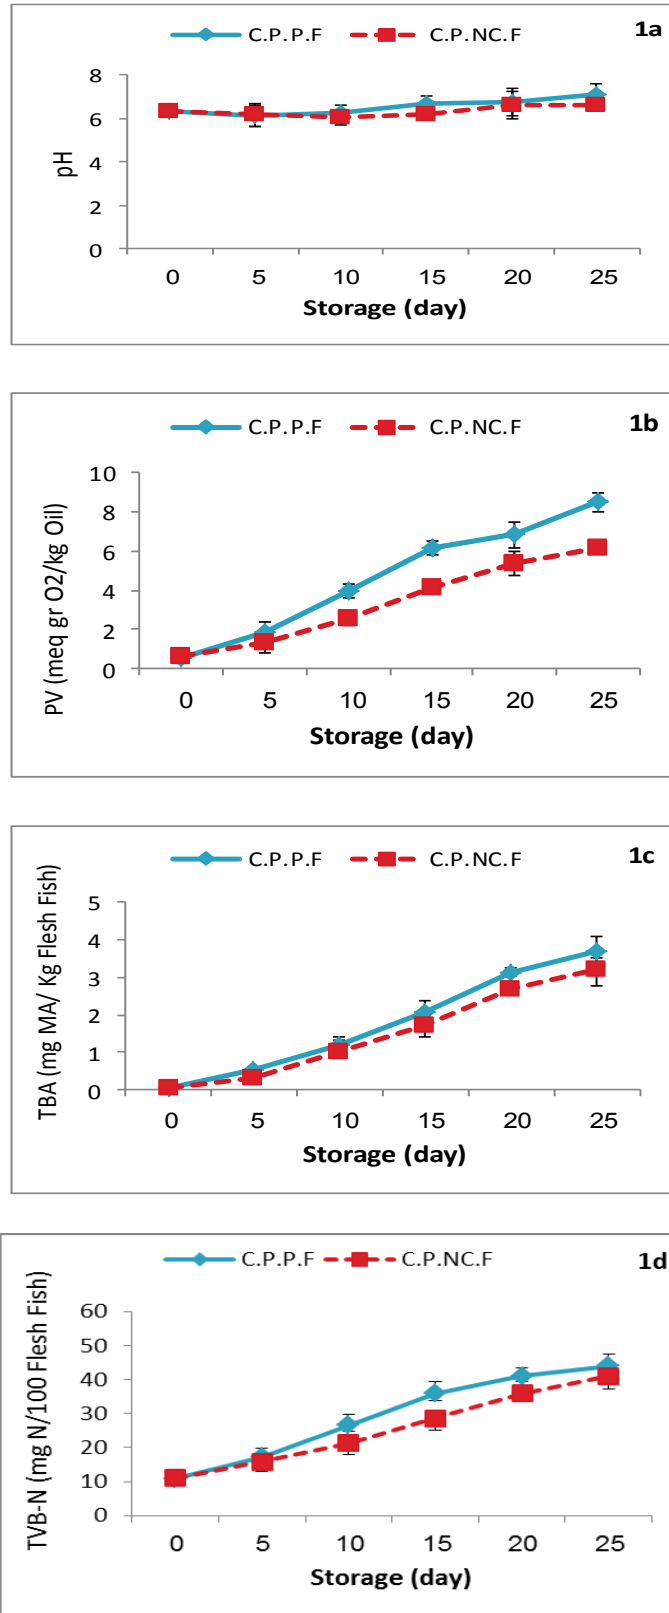 C.P.P.F C.P.NC.F 1a
8
6
4
2
0
pH
0 5 10 15 20 25
Storage (day)
C.P.P.F C.P.NC.F 1b
10
8
6
4
2
0
PV (meq gr O2/kg Oil)
0 5 10 15 20 25
Storage (day)
C.P.P.F C.P.NC.F 1c
5
4
3
2
1
0
TBA (mg MA/ Kg Flesh Fish)
0 5 10 15 20 25
Storage (day)
C.P.P.F C.P.NC.F 1d
60
50
40
30
20
10
0
TVB-N (mg N/100 Flesh Fish)
0 5 10 15 20 25
Storage (day)